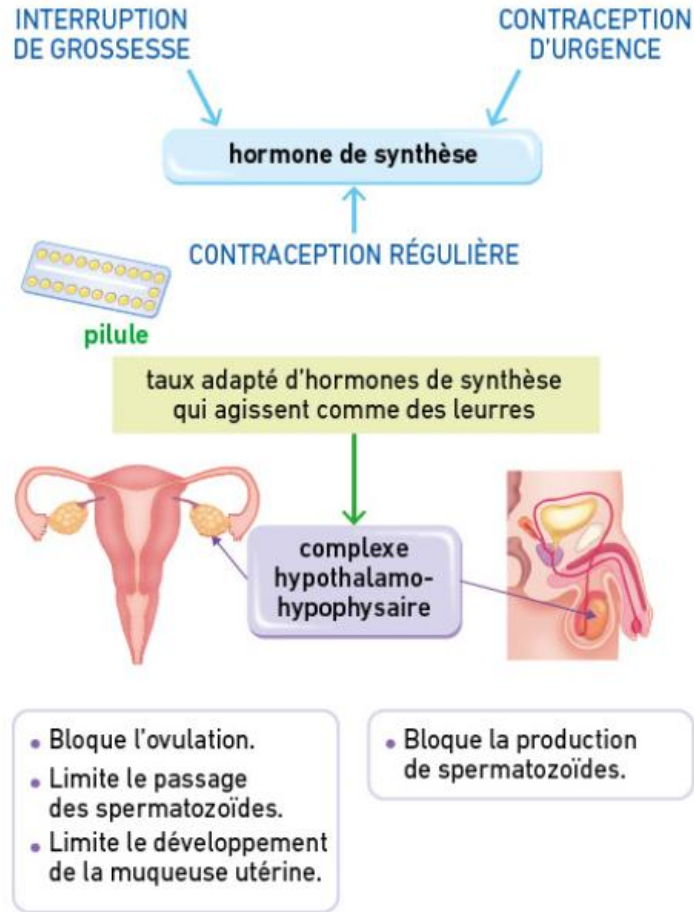 INTERRUPTION
DE GROSSESSE
CONTRACEPTION
D'URGENCE
hormone de synthèse
CONTRACEPTION RÉGULIÈRE
pilule
taux adapté d'hormones de synthèse
qui agissent comme des leurres
complexe
hypothalamo-
hypophysaire
• Bloque l'ovulation.
• Limite le passage
des spermatozoïdes.
• Limite le développement
de la muqueuse utérine.
• Bloque la production
de spermatozoïdes.